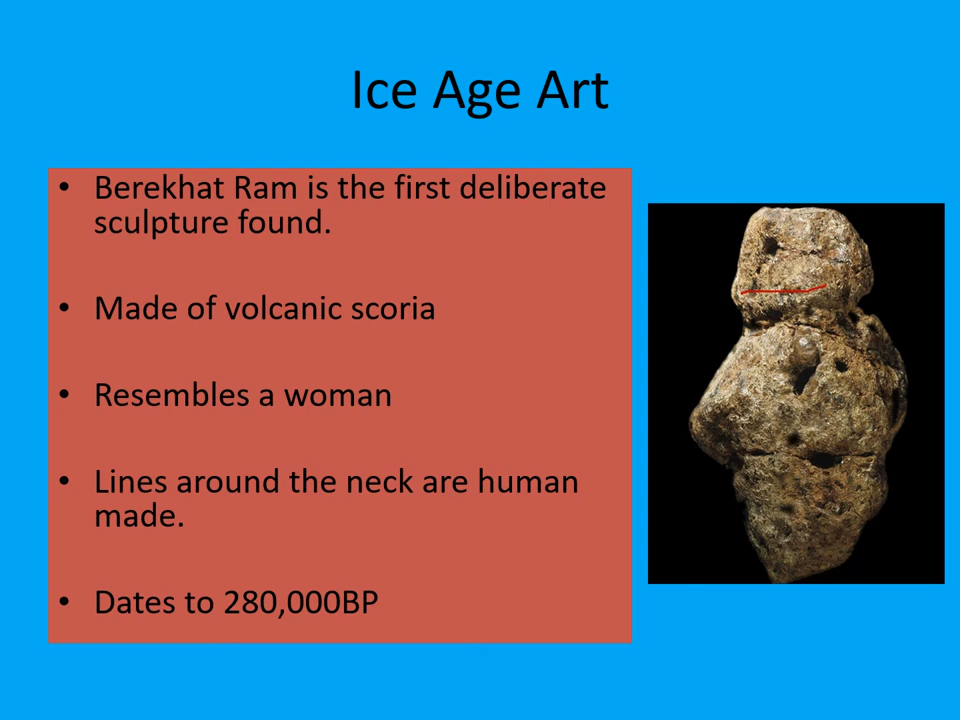 Ice Age Art
• Berekhat Ram is the first deliberate
sculpture found.
• Made of volcanic scoria
• Resembles a woman
• Lines around the neck are human
made.
• Dates to 280,000BP